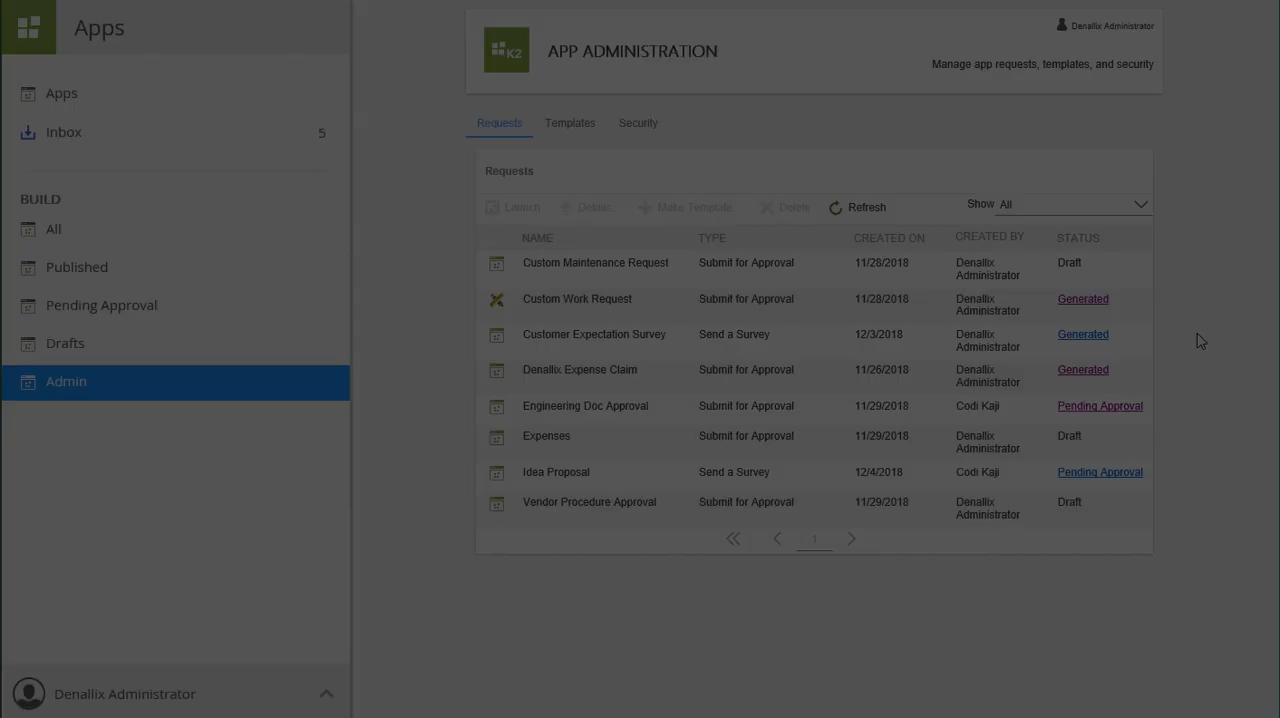 Apps
Apps
Inbox 5
BUILD
All
Published
Pending Approval
Drafts
Admin
Denallix Administrator
K2
APP ADMINISTRATION
Denallix Administrator
Manage app requests, templates, and security
Requests Templates Security
Requests
Launch Details Make Template Delete Refresh Show All
NAME TYPE CREATED ON CREATED BY STATUS
Custom Maintenance Request Submit for Approval 11/28/2018 Denallix Administrator Draft
Custom Work Request Submit for Approval 11/28/2018 Denallix Administrator Generated
Customer Expectation Survey Send a Survey 12/3/2018 Denallix Administrator Generated
Denallix Expense Claim Submit for Approval 11/26/2018 Denallix Administrator Generated
Engineering Doc Approval Submit for Approval 11/29/2018 Codi Kaji Pending Approval
Expenses Submit for Approval 11/29/2018 Denallix Administrator Draft
Idea Proposal Send a Survey 12/4/2018 Codi Kaji Pending Approval
Vendor Procedure Approval Submit for Approval 11/29/2018 Denallix Administrator Draft
1